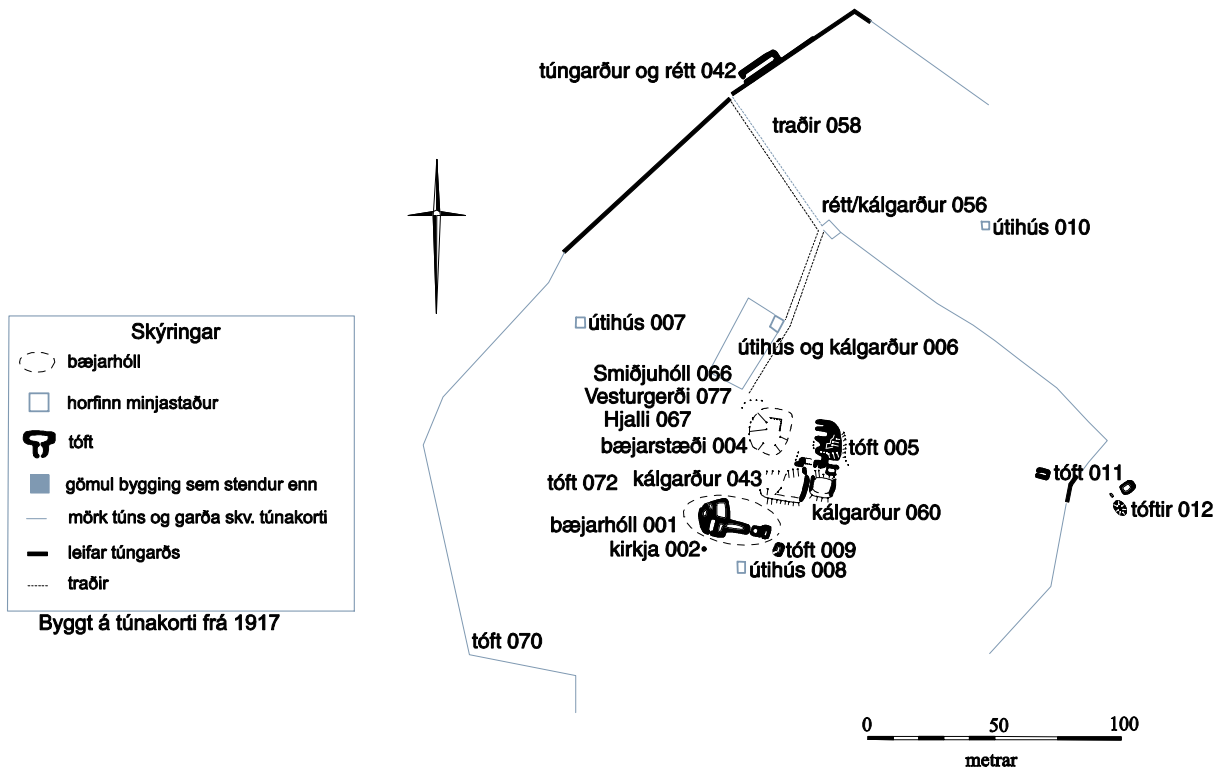 túngarður og rétt 042
traðir 058
rétt/kálgarður 056
útihús 010
útihús 007
útihús og kálgarður 006
Smiðjuhóll 066
Vesturgerði 077
Hjalli 067
bæjarstæði 004
tóft 005
tóft 072
kálgarður 043
tóft 011
tóftir 012
kálgarður 060
bæjarhóll 001
kirkja 002
tóft 009
útihús 008
tóft 070
Skýringar
bæjarhóll
horfinn minjastaður
tóft
gömul bygging sem stendur enn
mörk túns og garða skv. túnakorti
leifar túngarðs
traðir
Byggt á túnakorti frá 1917
0 50 100
metrar